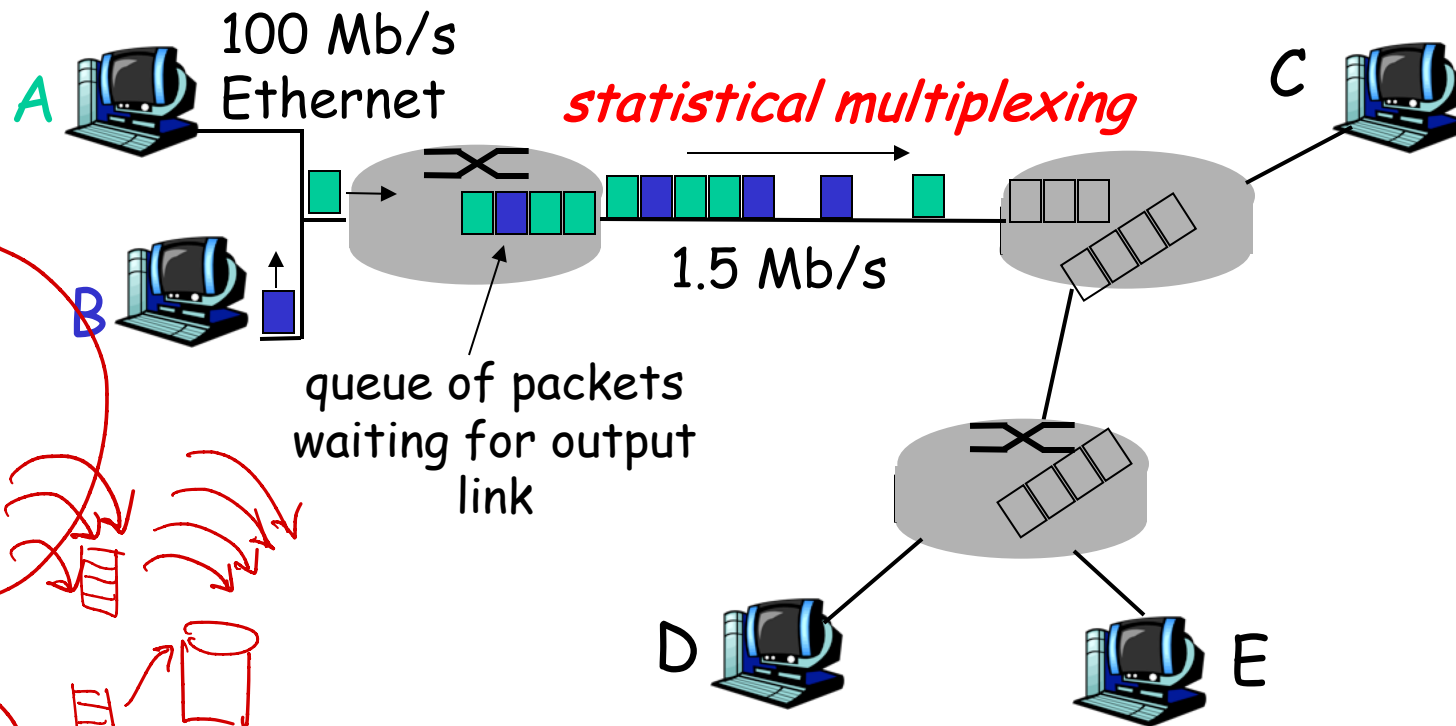 100 Mb/s
Ethernet
A
statistical multiplexing
C
B
1.5 Mb/s
queue of packets
waiting for output
link
D
E